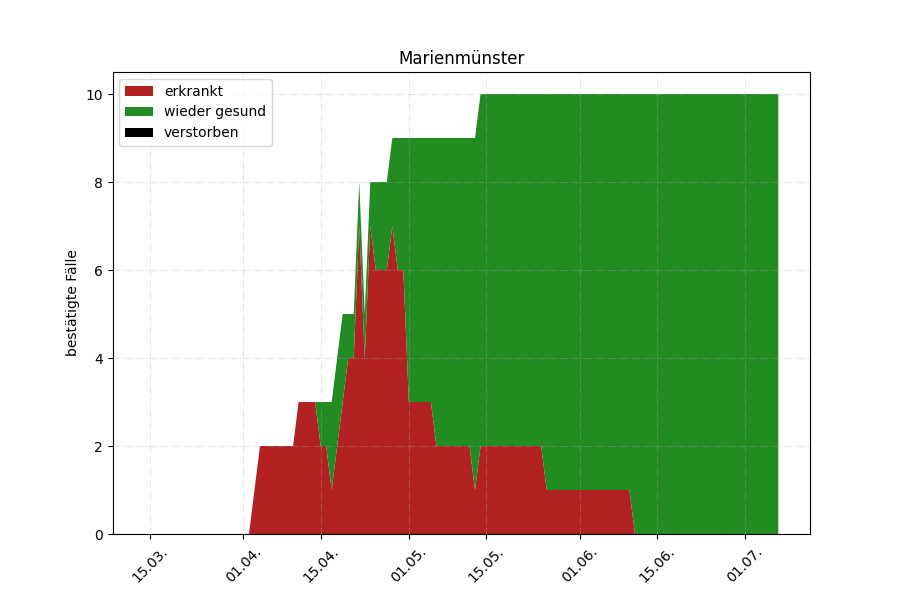 Marienmünster
erkrankt
wieder gesund
verstorben
bestätigte Fälle
10
8
6
4
2
0
15.03.
01.04.
15.04.
01.05.
15.05.
01.06.
15.06.
01.07.